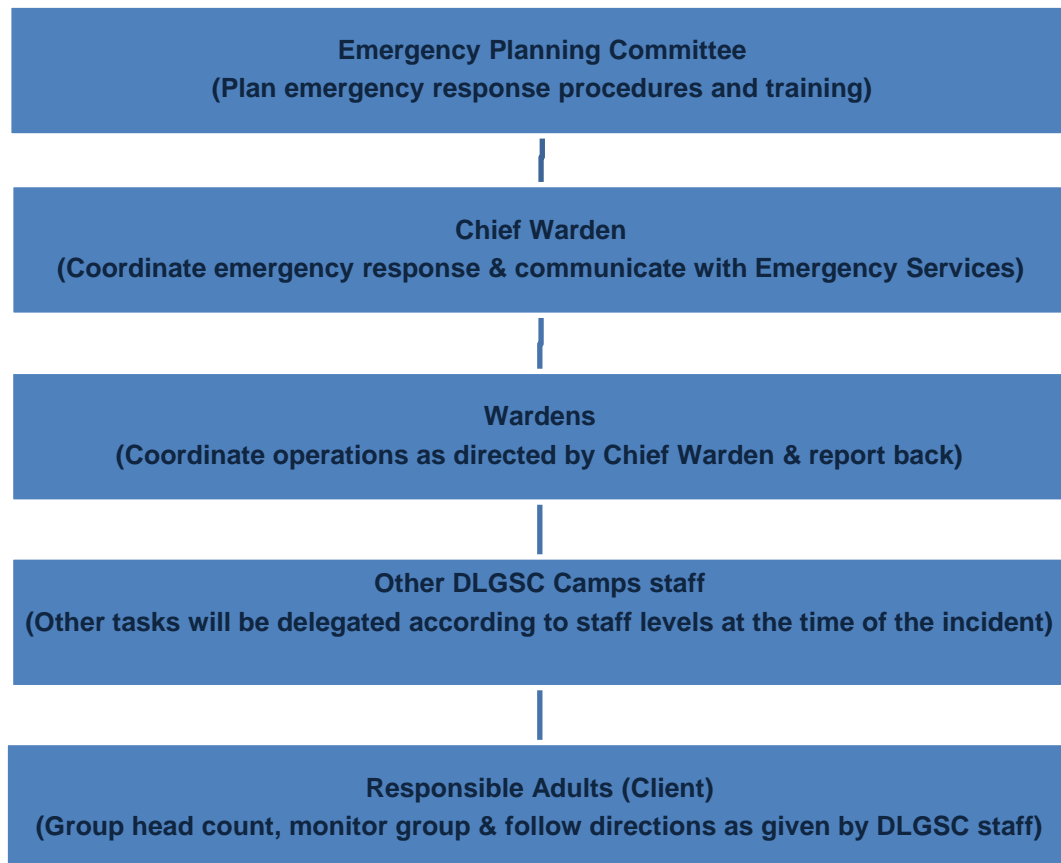 Emergency Planning Committee
(Plan emergency response procedures and training)
Chief Warden
(Coordinate emergency response & communicate with Emergency Services)
Wardens
(Coordinate operations as directed by Chief Warden & report back)
Other DLGSC Camps staff
(Other tasks will be delegated according to staff levels at the time of the incident)
Responsible Adults (Client)
(Group head count, monitor group & follow directions as given by DLGSC staff)